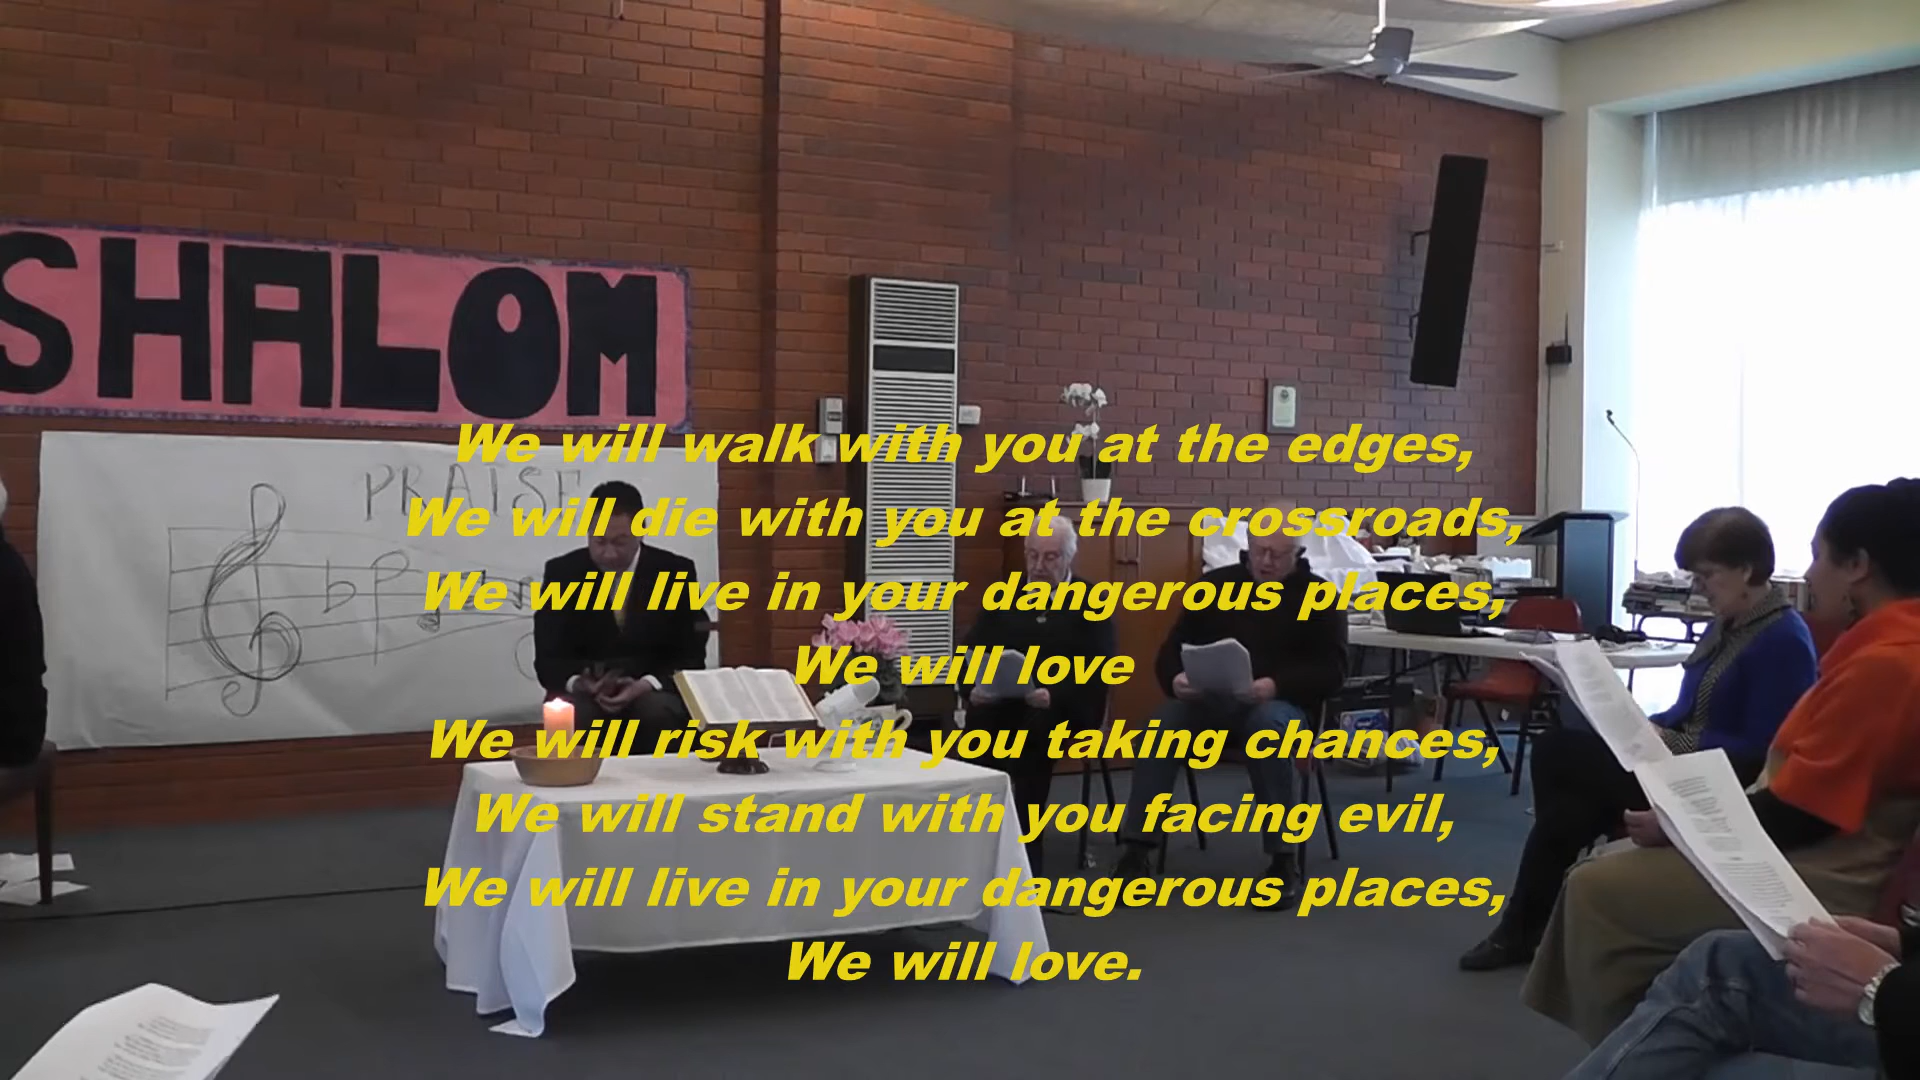 SHALOM
PRAISE
We will walk with you at the edges,
We will die with you at the crossroads,
We will live in your dangerous places,
We will love
We will risk with you taking chances,
We will stand with you facing evil,
We will live in your dangerous places,
We will love.